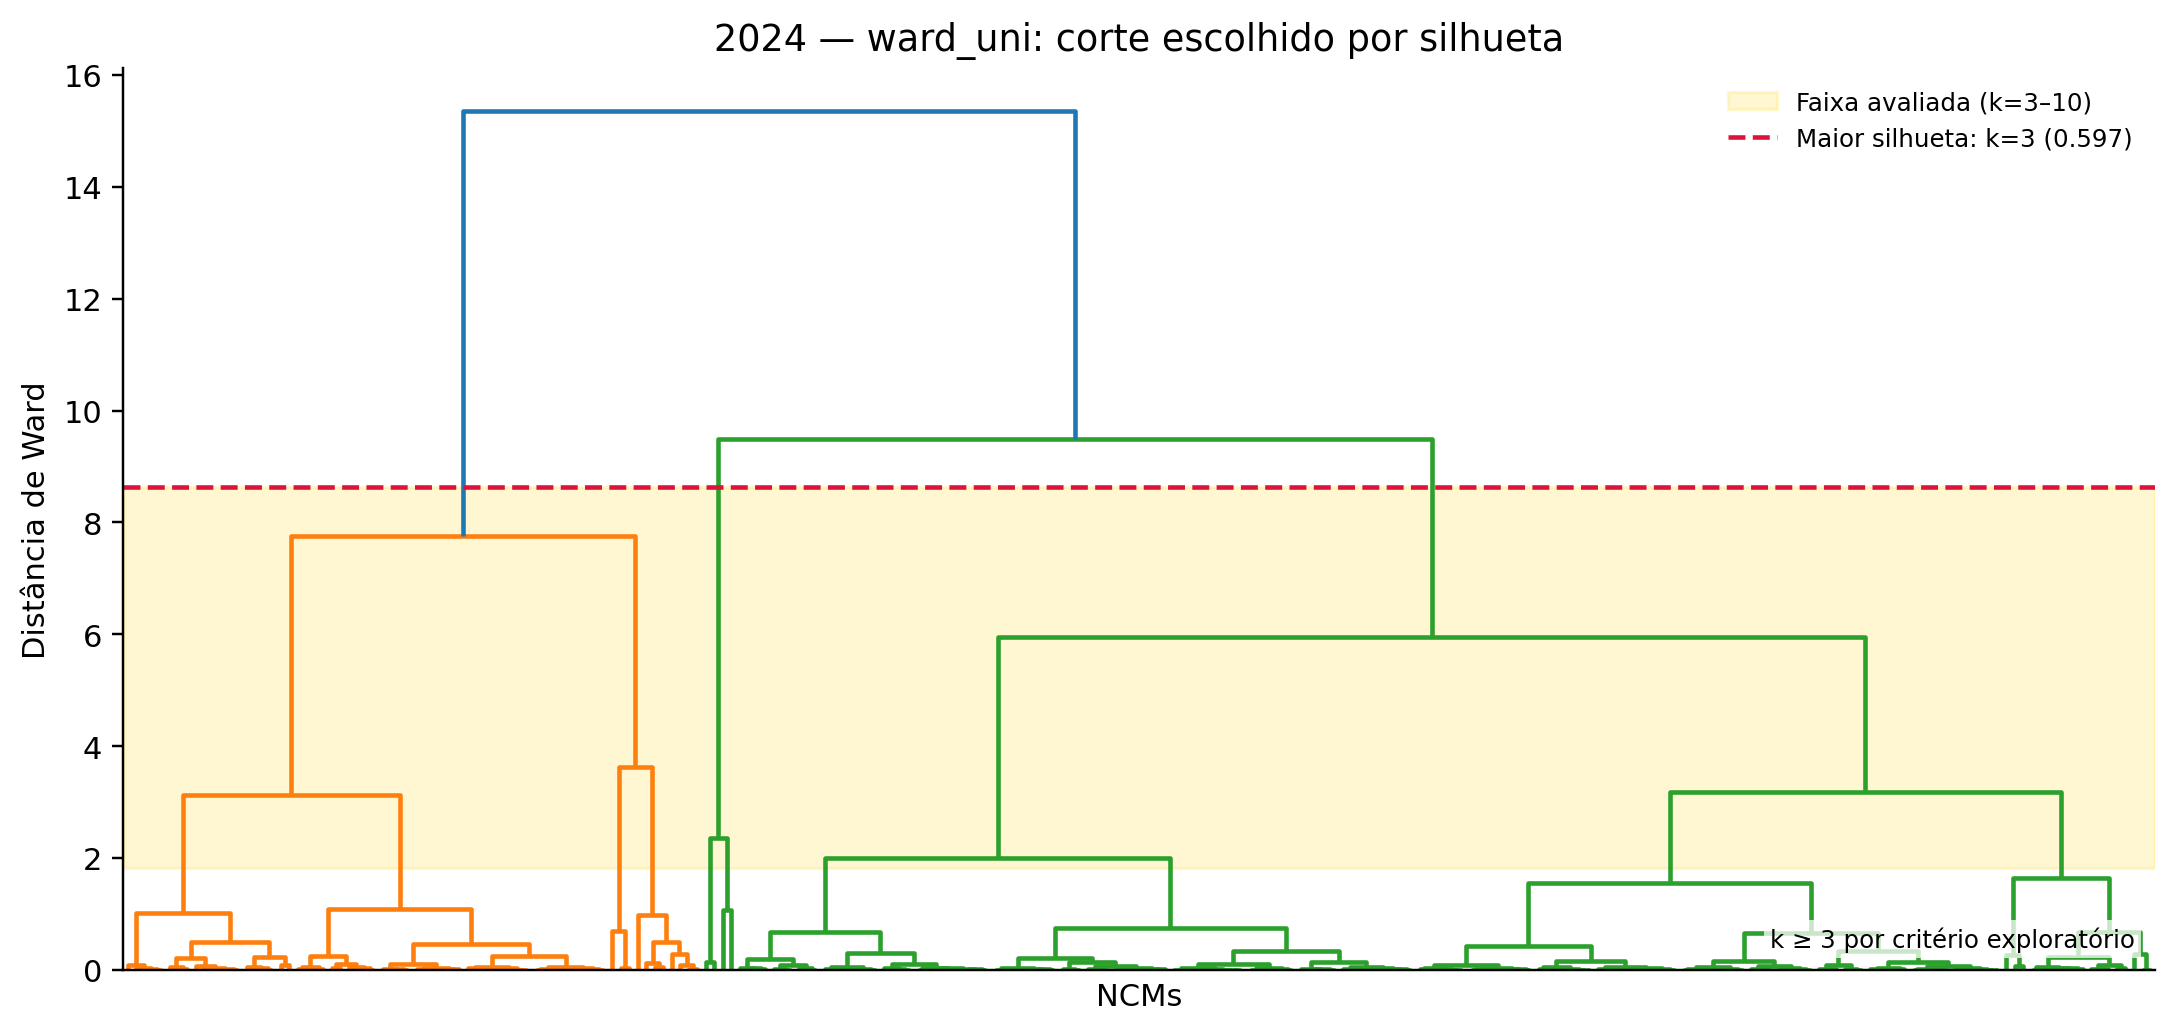 2024 — ward_uni: corte escolhido por silhueta
Faixa avaliada (k=3–10)
Maior silhueta: k=3 (0.597)
Distância de Ward
16
14
12
10
8
6
4
2
0
k ≥ 3 por critério exploratório
NCMs